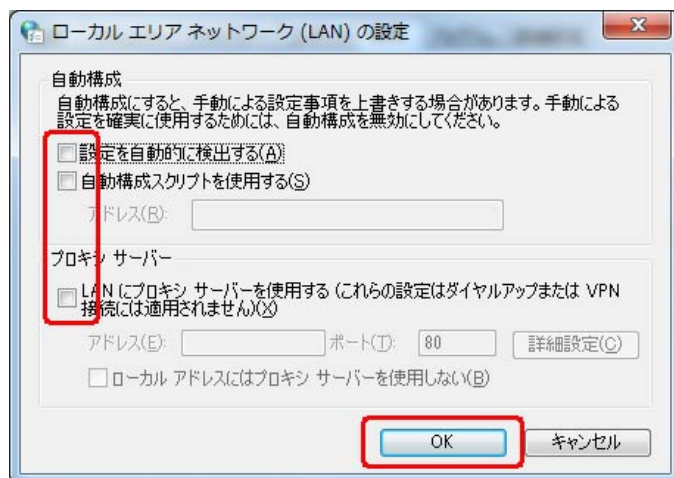 ローカル エリア ネットワーク (LAN) の設定
自動構成
自動構成にすると、手動による設定事項を上書きする場合があります。手動による
設定を確実に使用するためには、自動構成を無効にしてください。
設定を自動的に検出する(A)
自動構成スクリプトを使用する(S)
アドレス(R):
プロキシ サーバー
LAN にプロキシ サーバーを使用する (これらの設定はダイヤルアップまたは VPN
接続には適用されません)(X)
アドレス(E): ポート(T): 80 詳細設定(C)
ローカル アドレスにはプロキシ サーバーを使用しない(B)
OK キャンセル